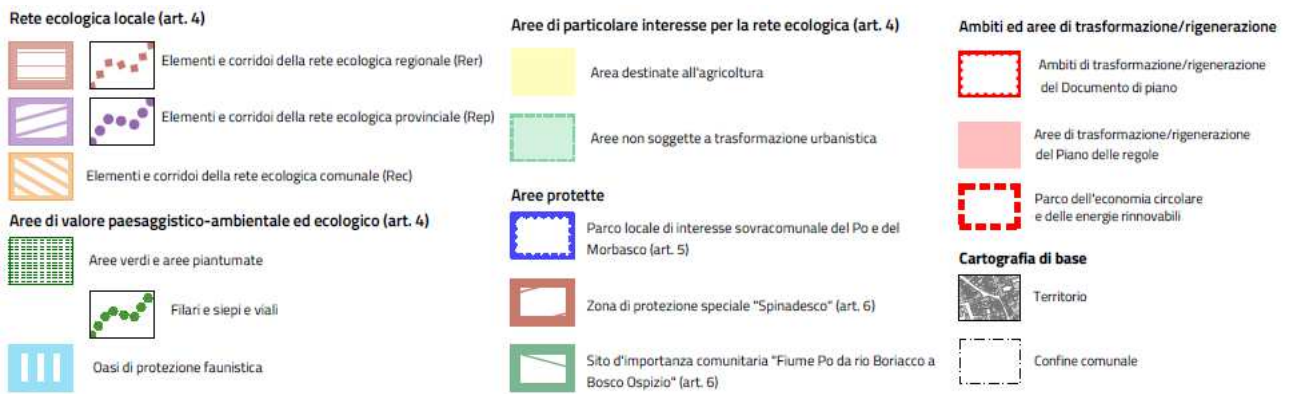 Rete ecologica locale (art. 4)
Elementi e corridoi della rete ecologica regionale (Rer)
Elementi e corridoi della rete ecologica provinciale (Rep)
Elementi e corridoi della rete ecologica comunale (Rec)
Aree di valore paesaggistico-ambientale ed ecologico (art. 4)
Aree verdi e aree piantumate
Filari e siepi e viali
Oasi di protezione faunistica
Aree di particolare interesse per la rete ecologica (art. 4)
Area destinate all'agricoltura
Aree non soggette a trasformazione urbanistica
Aree protette
Parco locale di interesse sovracomunale del Po e del
Morbasco (art. 5)
Zona di protezione speciale "Spinadesco" (art. 6)
Sito d'importanza comunitaria "Fiume Po da rio Boriacco a
Bosco Ospizio" (art. 6)
Ambiti ed aree di trasformazione/rigenerazione
Ambiti di trasformazione/rigenerazione
del Documento di piano
Aree di trasformazione/rigenerazione
del Piano delle regole
Parco dell'economia circolare
e delle energie rinnovabili
Cartografia di base
Territorio
Confine comunale